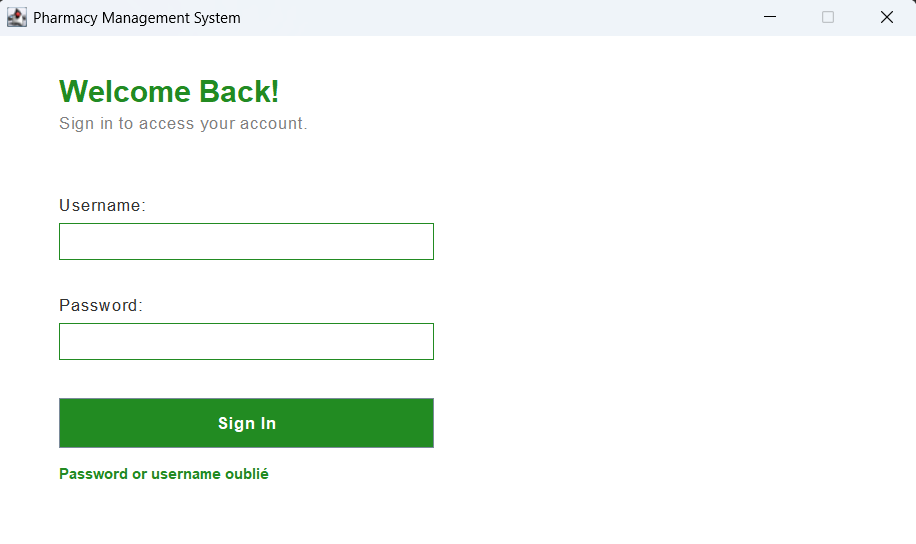 Pharmacy Management System
Welcome Back!
Sign in to access your account.
Username:
Password:
Sign In
Password or username oublié